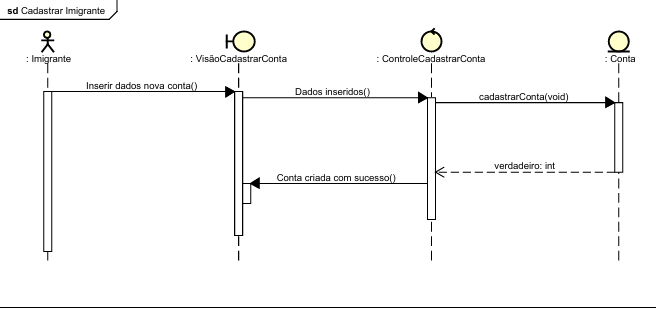 sd Cadastrar Imigrante
: Imigrante
: VisãoCadastrarConta
: ControleCadastrarConta
: Conta
Inserir dados nova conta()
Dados inseridos()
cadastrarConta(void)
verdadeiro: int
Conta criada com sucesso()